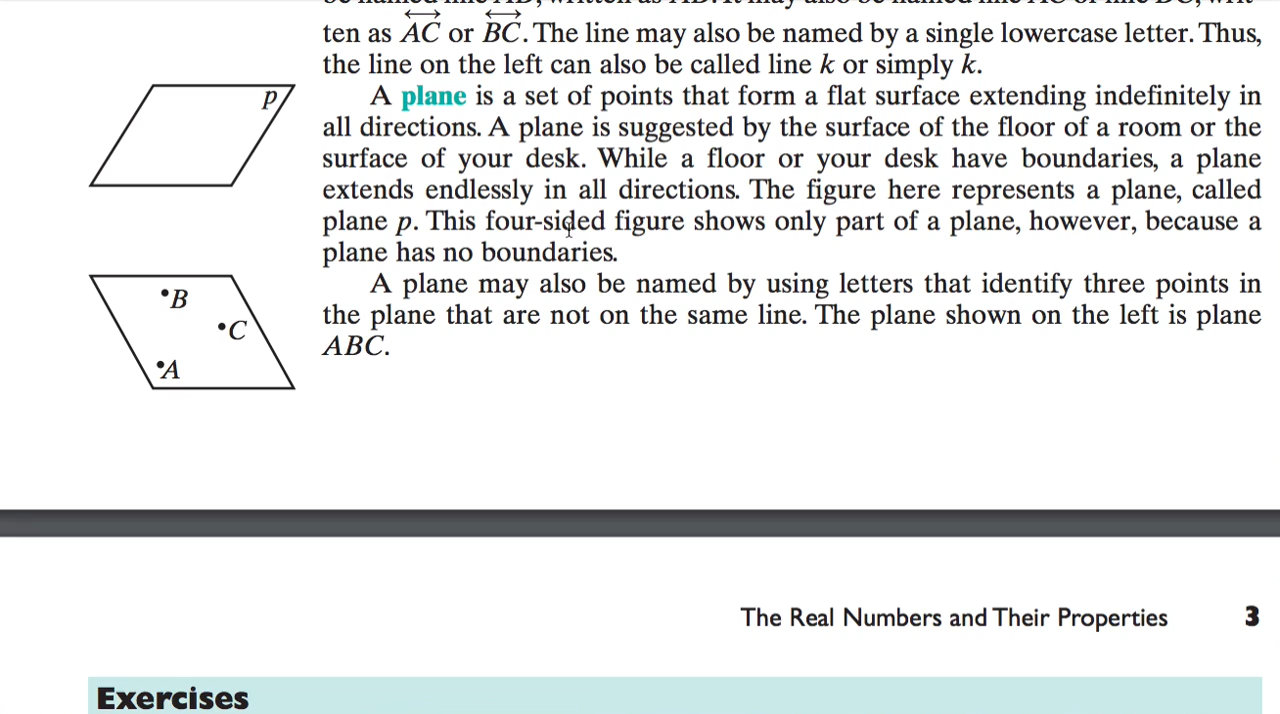 ten as AC or BC. The line may also be named by a single lowercase letter. Thus,
the line on the left can also be called line k or simply k.
p
A plane is a set of points that form a flat surface extending indefinitely in
all directions. A plane is suggested by the surface of the floor of a room or the
surface of your desk. While a floor or your desk have boundaries, a plane
extends endlessly in all directions. The figure here represents a plane, called
plane p. This four-sided figure shows only part of a plane, however, because a
plane has no boundaries.
B
C
A
A plane may also be named by using letters that identify three points in
the plane that are not on the same line. The plane shown on the left is plane
ABC.
The Real Numbers and Their Properties 3
Exercises